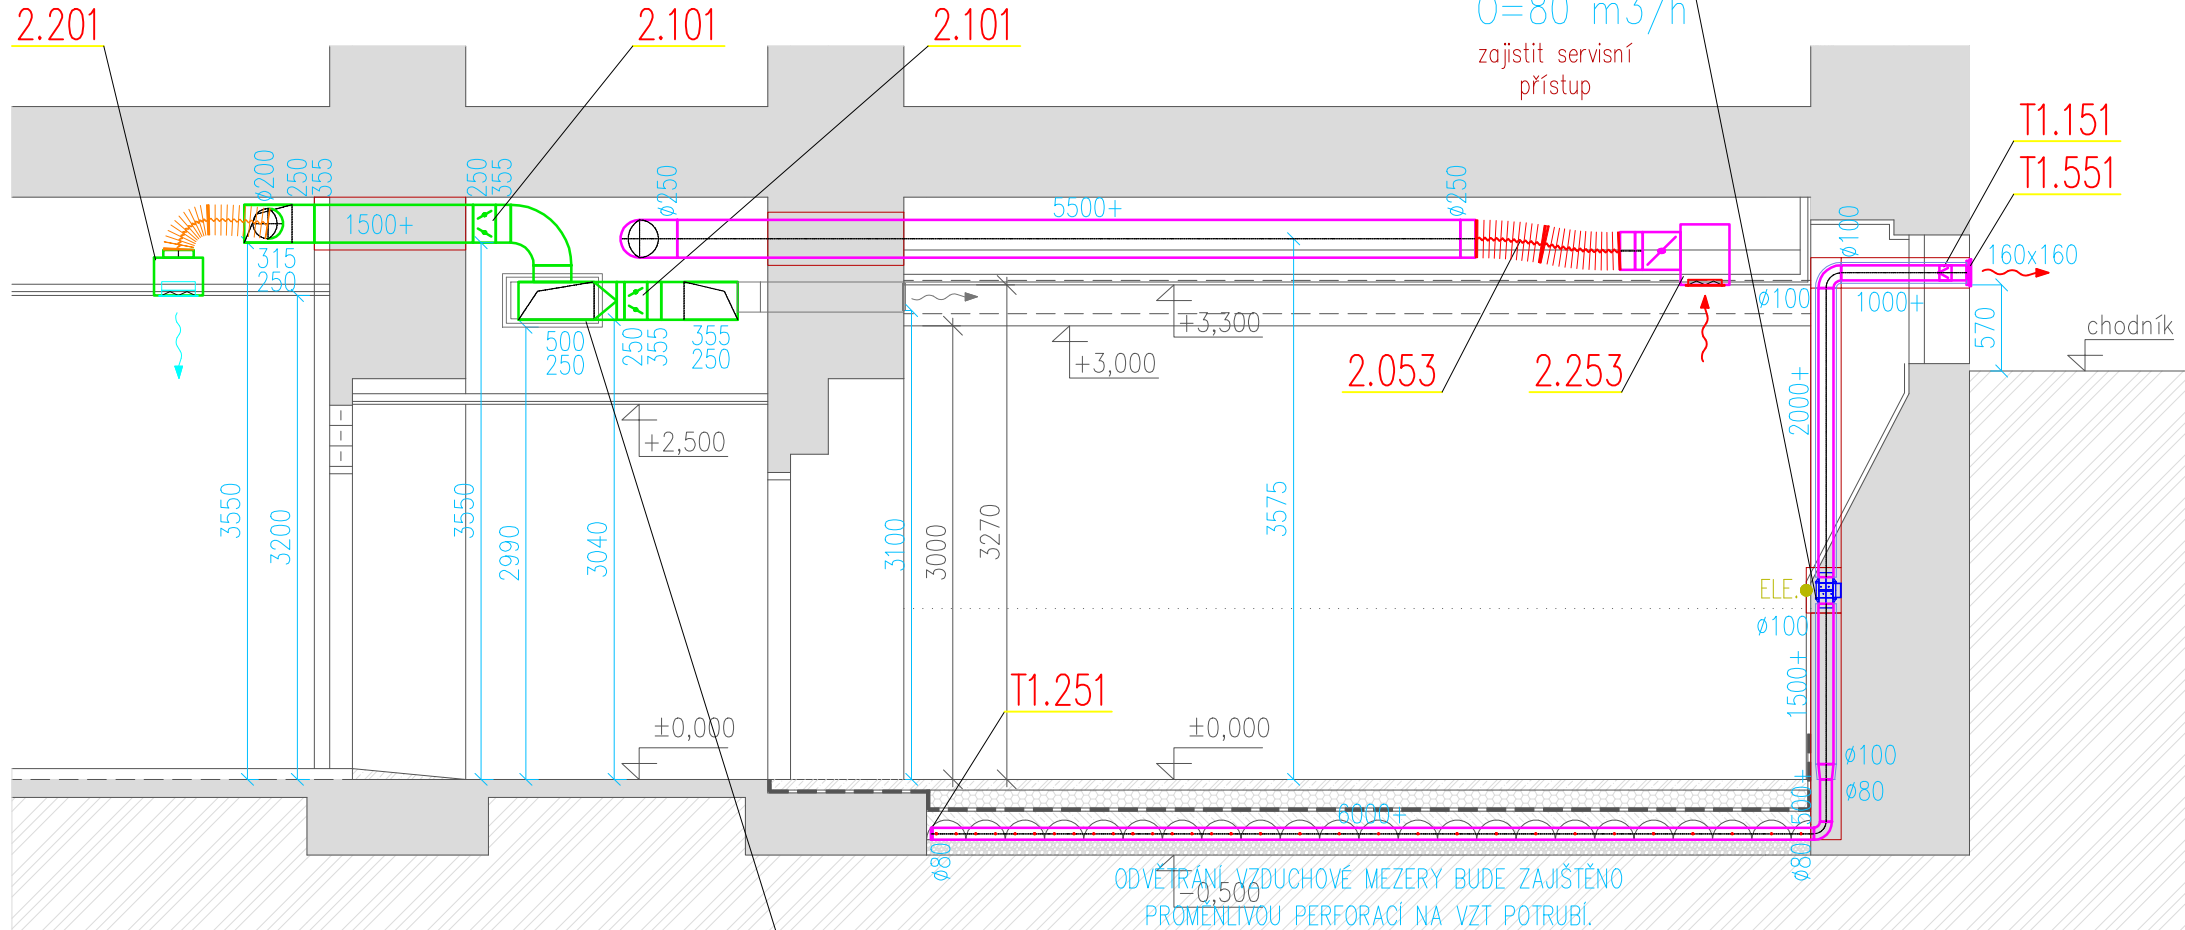 2.201
2.101
2.101
O=80 m3/h
zajistit servisní
přístup
T1.151
T1.551
ø200
250
355
1500+
250
355
ø250
5500+
ø250
ø100
160x160
315
250
ø100
1000+
570
chodník
500
250
250
355
355
250
+3,300
+3,000
2.053
2.253
2000+
+2,500
3550
3200
3550
2990
3040
3100
3000
3270
3575
ELE.
ø100
1500+
T1.251
±0,000
±0,000
ø100
ø80
500+
6000+
ø80
ø80
ODVĚTRÁNÍ VZDUCHOVÉ MEZERY BUDE ZAJIŠTĚNO
-0,500
PROMĚNLIVOU PERFORACÍ NA VZT POTRUBÍ.